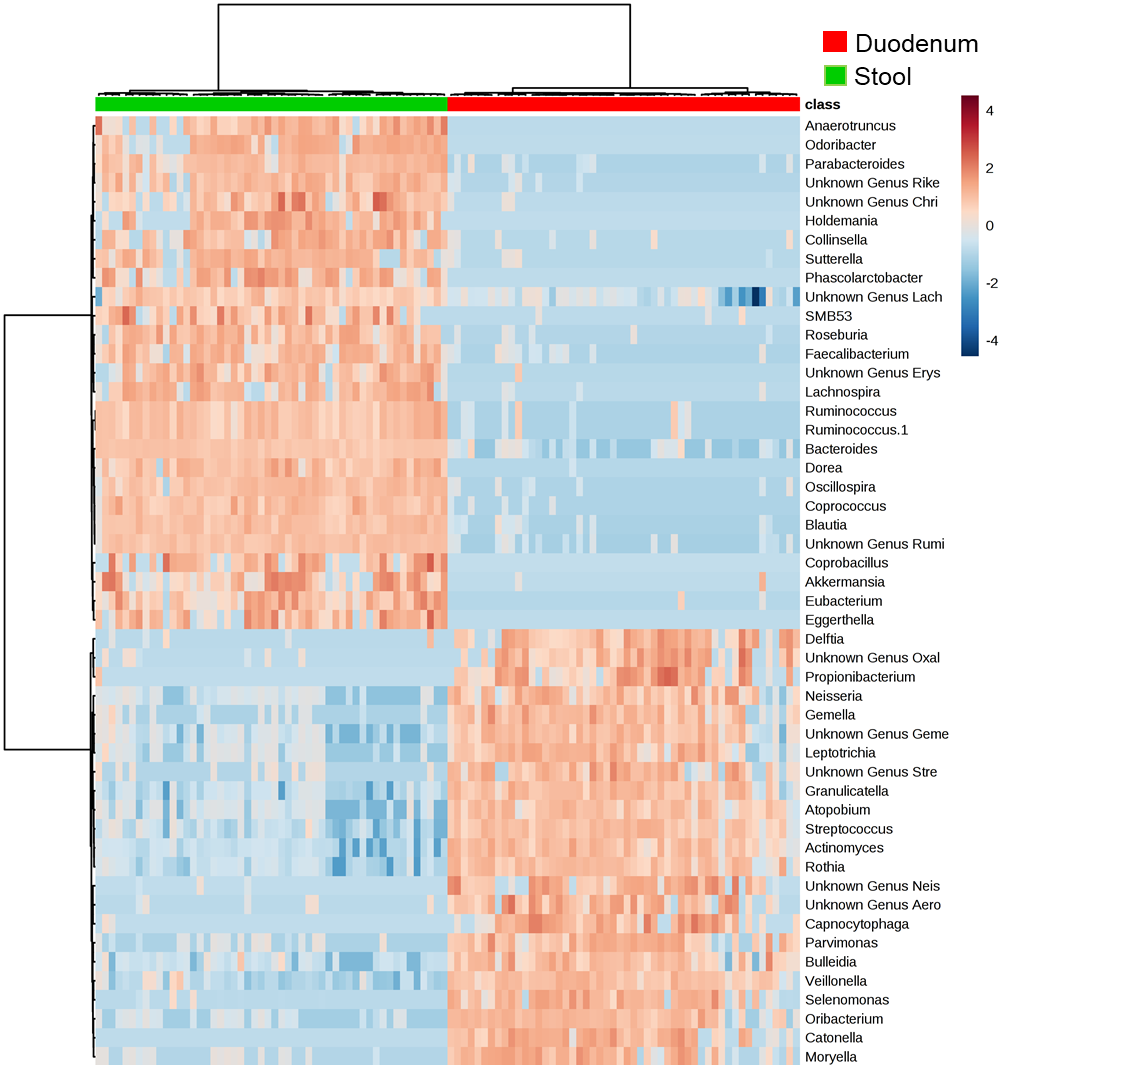 Duodenum
Stool
class
4
2
0
-2
-4
Anaerotruncus
Odoribacter
Parabacteroides
Unknown Genus Rike
Unknown Genus Chri
Holdemania
Collinsella
Sutterella
Phascolarctobacter
Unknown Genus Lach
SMB53
Roseburia
Faecalibacterium
Unknown Genus Erys
Lachnospira
Ruminococcus
Ruminococcus.1
Bacteroides
Dorea
Oscillospira
Coprococcus
Blautia
Unknown Genus Rumi
Coprobacillus
Akkermansia
Eubacterium
Eggerthella
Delftia
Unknown Genus Oxal
Propionibacterium
Neisseria
Gemella
Unknown Genus Geme
Leptotrichia
Unknown Genus Stre
Granulicatella
Atopobium
Streptococcus
Actinomyces
Rothia
Unknown Genus Neis
Unknown Genus Aero
Capnocytophaga
Parvimonas
Bulleidia
Veillonella
Selenomonas
Oribacterium
Catonella
Moryella